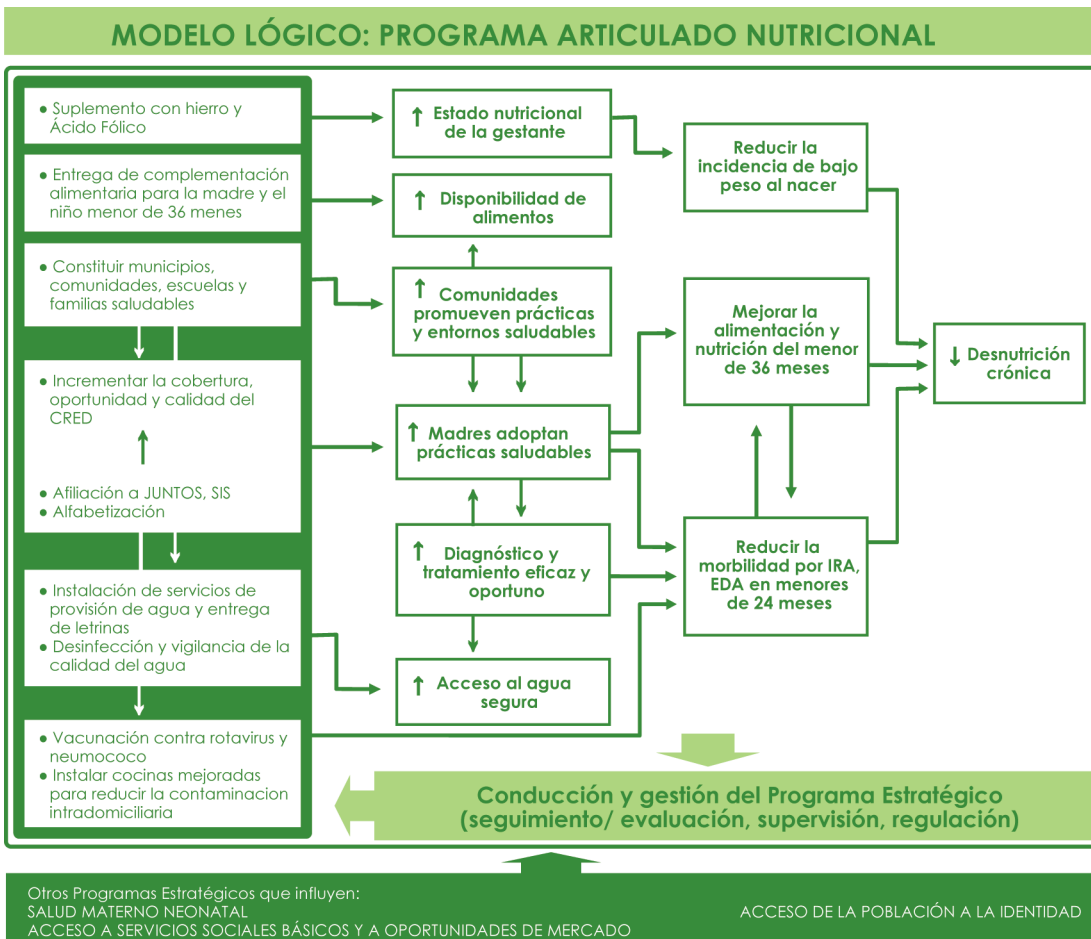 MODELO LÓGICO: PROGRAMA ARTICULADO NUTRICIONAL
● Suplemento con hierro y
Ácido Fólico
● Entrega de complementación
alimentaria para la madre y el
niño menor de 36 menes
● Constituir municipios,
comunidades, escuelas y
familias saludables
● Incrementar la cobertura,
oportunidad y calidad del
CRED
● Afiliación a JUNTOS, SIS
● Alfabetización
● Instalación de servicios de
provisión de agua y entrega
de letrinas
● Desinfección y vigilancia de la
calidad del agua
● Vacunación contra rotavirus y
neumococo
● Instalar cocinas mejoradas
para reducir la contaminacion
intradomiciliaria
↑ Estado nutricional
de la gestante
↑ Disponibilidad de
alimentos
↑ Comunidades
promueven prácticas
y entornos saludables
↑ Madres adoptan
prácticas saludables
↑ Diagnóstico y
tratamiento eficaz y
oportuno
↑ Acceso al agua
segura
Reducir la
incidencia de bajo
peso al nacer
Mejorar la
alimentación y
nutrición del menor
de 36 meses
Reducir la
morbilidad por IRA,
EDA en menores
de 24 meses
↓ Desnutrición
crónica
Conducción y gestión del Programa Estratégico
(seguimiento/ evaluación, supervisión, regulación)
Otros Programas Estratégicos que influyen:
SALUD MATERNO NEONATAL
ACCESO A SERVICIOS SOCIALES BÁSICOS Y A OPORTUNIDADES DE MERCADO
ACCESO DE LA POBLACIÓN A LA IDENTIDAD